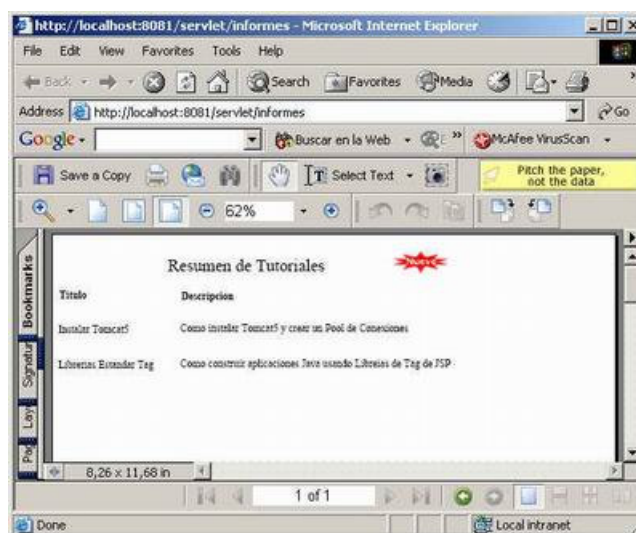 http://localhost:8081/servlet/informes - Microsoft Internet Explorer
File Edit View Favorites Tools Help
Back Search Favorites Media
Address http://localhost:8081/servlet/informes Go
Google Buscar en la Web » McAfee VirusScan
Save a Copy Select Text Pitch the paper, not the data
62%
Resumen de Tutoriales Nuevo
Titulo Descripcion
Instalar Tomcat5 Como instalar Tomcat5 y crear un Pool de Conexiones
Librerias Estandar Tag Como construir aplicaciones Java usando Libreias de Tag de JSP
Bookmarks
Signatur
Lay
Pag
8,26 x 11,68 in
1 of 1
Done Local intranet